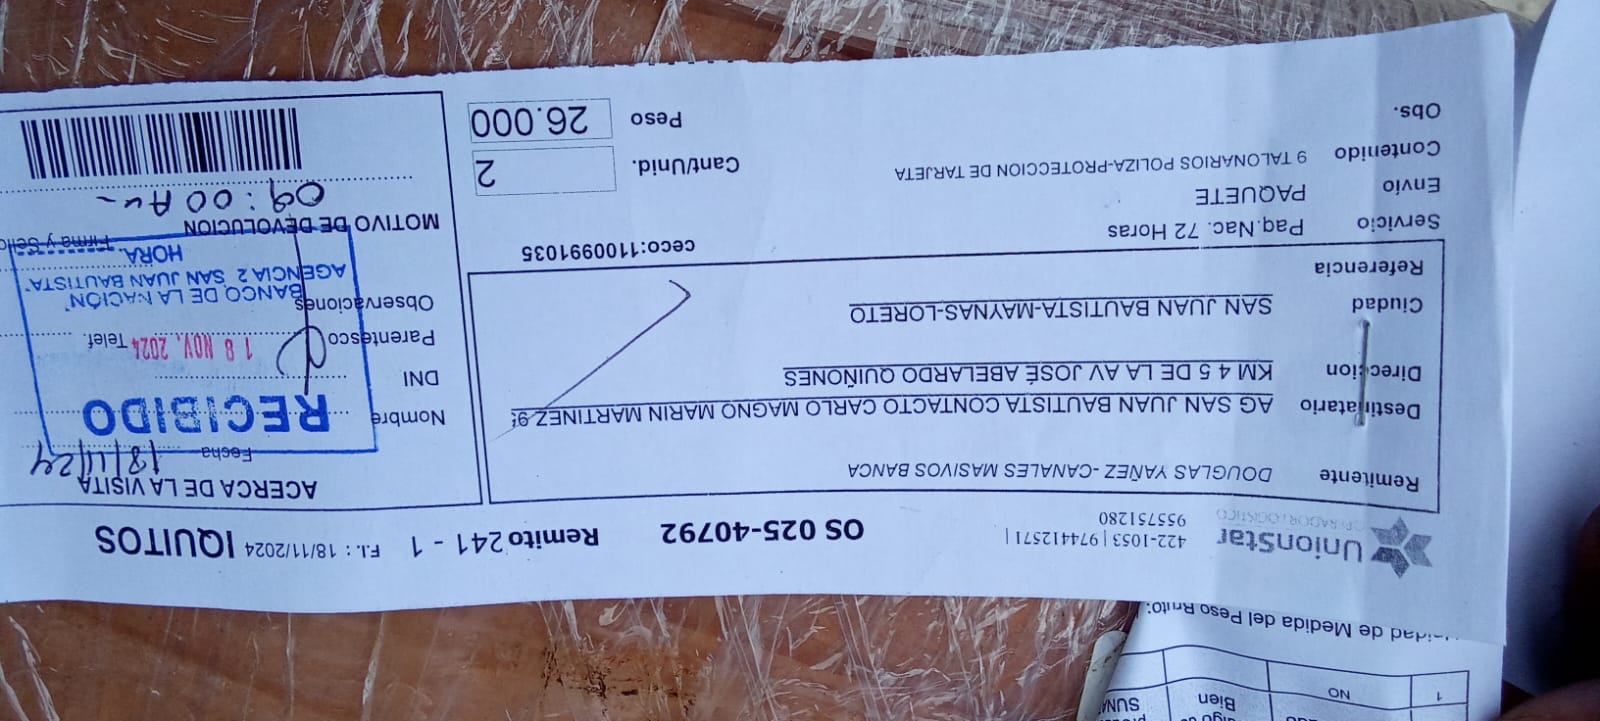 UnionStar
OPERADOR LOGISTICO
422-1053 | 974412571 |
955751280
OS 025-40792
Remito 241 - 1
F.I.: 18/11/2024
IQUITOS
Remitente DOUGLAS YAÑEZ -CANALES MASIVOS BANCA
Destinatario AG SAN JUAN BAUTISTA CONTACTO CARLO MAGNO MARIN MARTINEZ 9
Direccion KM 4 5 DE LA AV JOSÉ ABELARDO QUIÑONES
Ciudad SAN JUAN BAUTISTA-MAYNAS-LORETO
Referencia
Servicio Paq.Nac. 72 Horas
ceco:1100991035
Envio PAQUETE
Contenido 9 TALONARIOS POLIZA-PROTECCION DE TARJETA
Obs.
Cant/Unid. 2
Peso 26.000
ACERCA DE LA VISITA
Fecha 18/11/24
Nombre
DNI
Parentesco
Telef.
Observaciones
MOTIVO DE DEVOLUCION
Firma y Sello
09:00 Am
RECIBIDO
18 NOV. 2024
BANCO DE LA NACIÓN
AGENCIA 2 SAN JUAN BAUTISTA"
HORA
Unidad de Medida del Peso Bruto:
1 NO
Bien